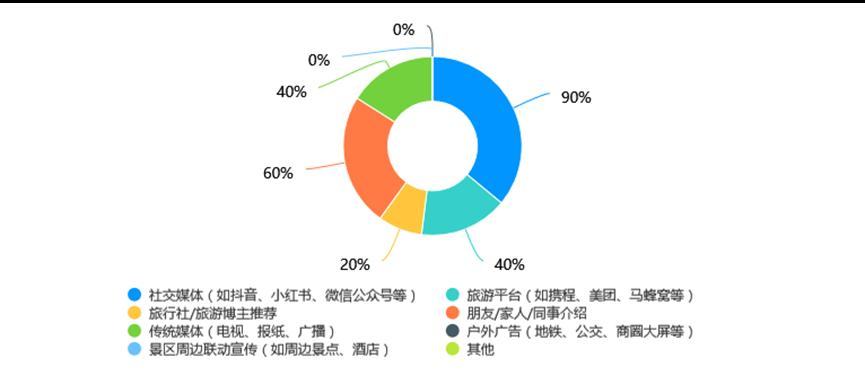 0%
0%
40%
90%
60%
20%
40%
社交媒体（如抖音、小红书、微信公众号等） 旅游平台（如携程、美团、马蜂窝等）
旅行社/旅游博主推荐 朋友/家人/同事介绍
传统媒体（电视、报纸、广播） 户外广告（地铁、公交、商圈大屏等）
景区周边联动宣传（如周边景点、酒店） 其他